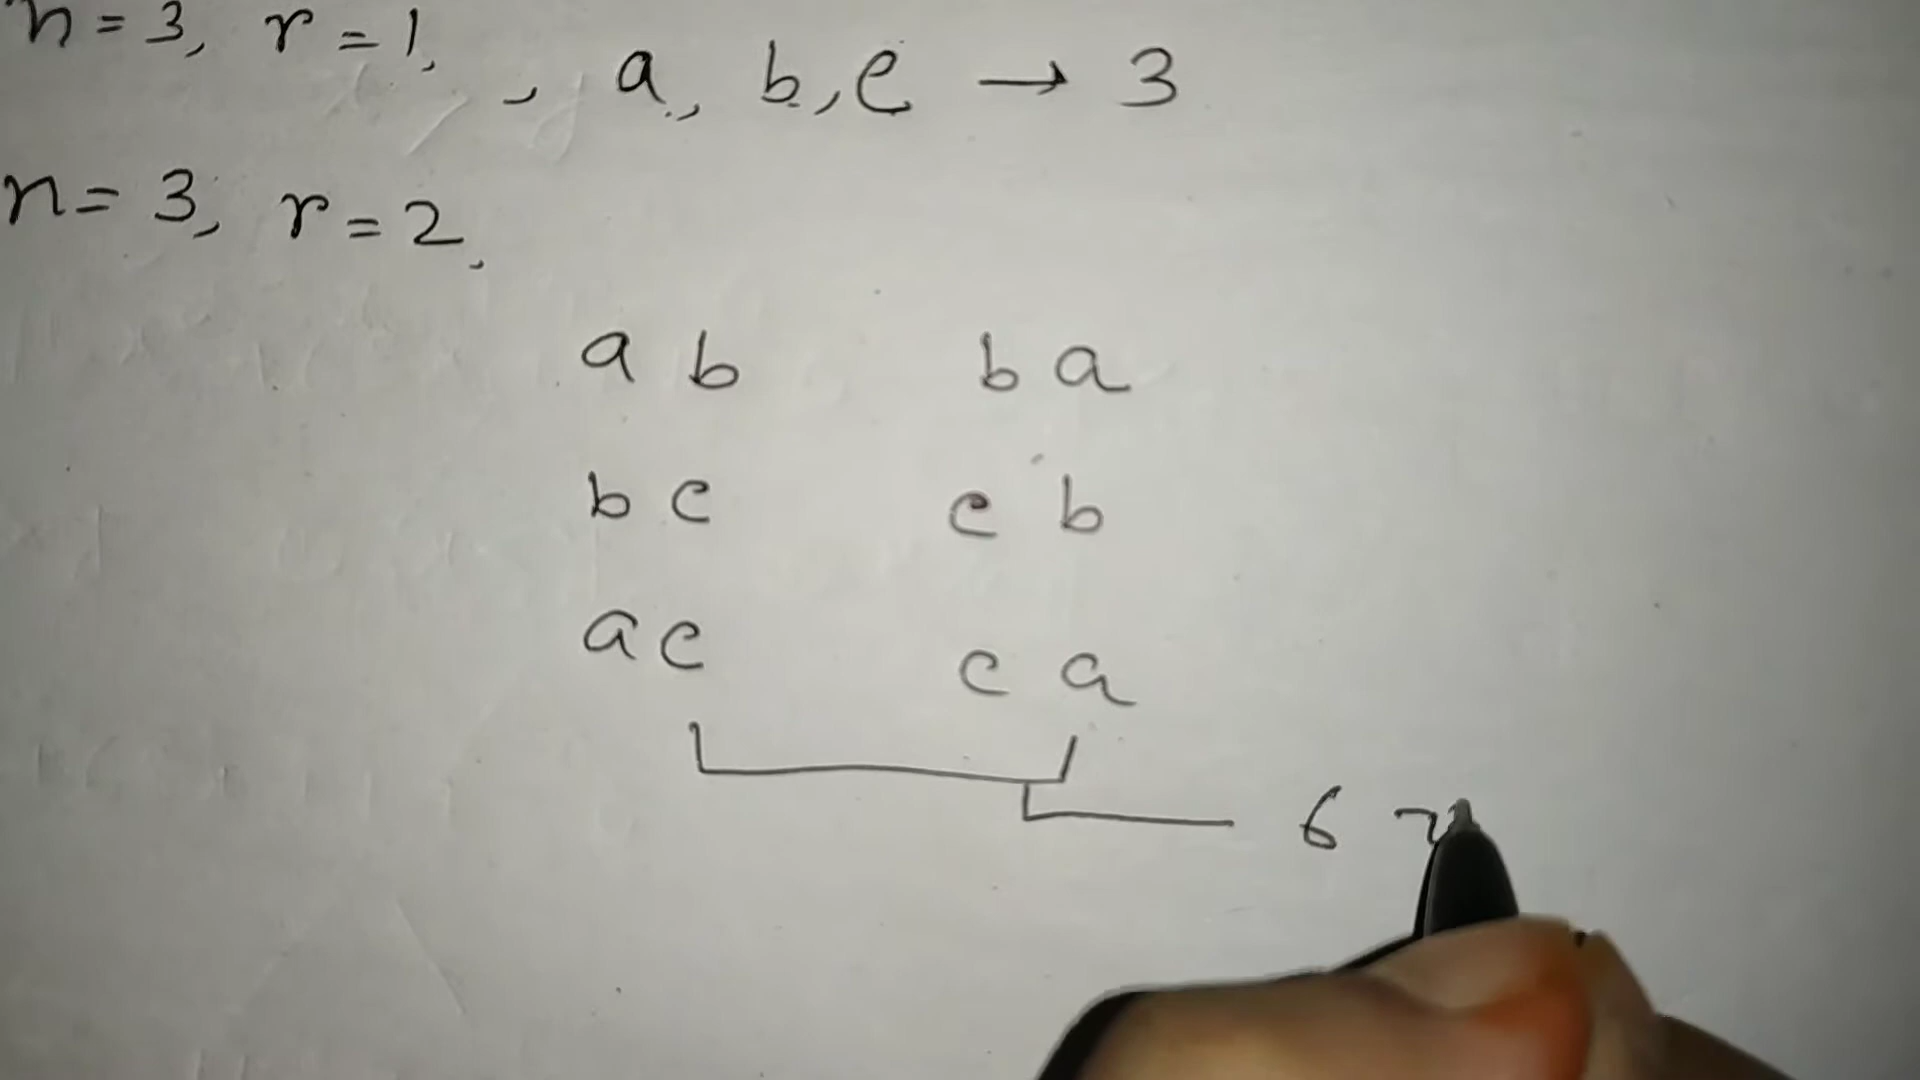 n = 3, r = 1,
, a, b, c → 3
n = 3, r = 2,
a b b a
b c c b
a c c a
6